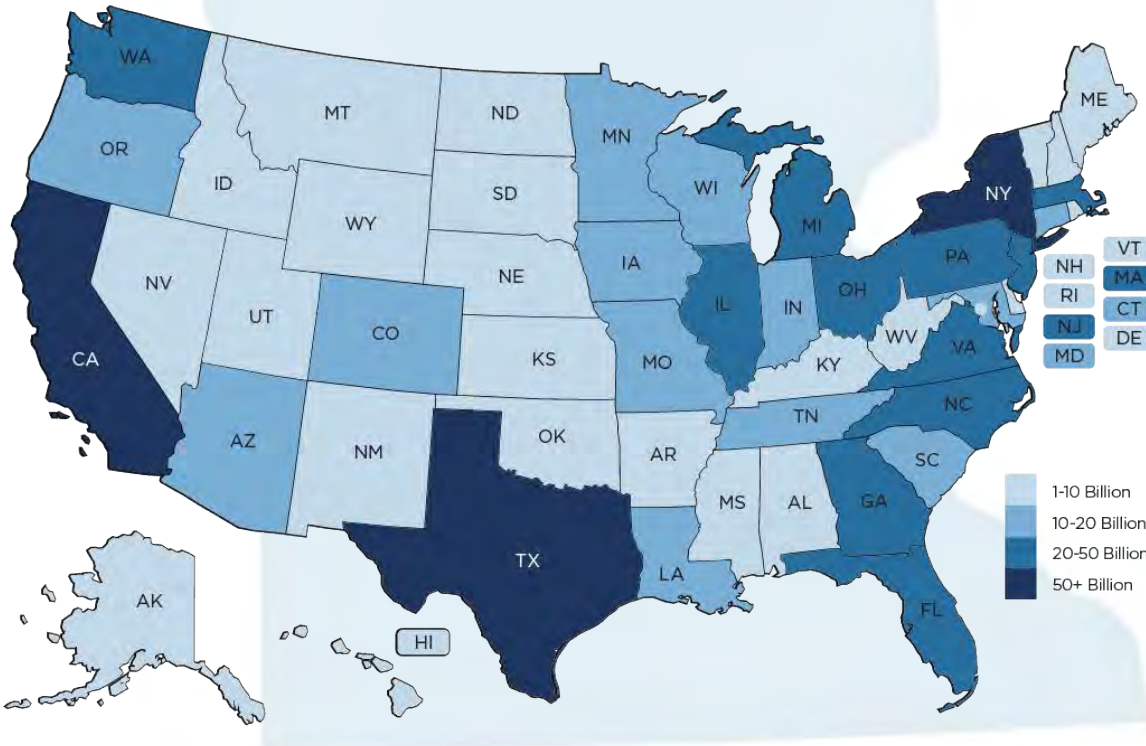 WA
MT
ND
ME
OR
MN
ID
SD
WI
NY
WY
MI
IA
PA
NE
NV
OH
IL
IN
UT
CO
WV
VA
CA
KS
MO
KY
NC
TN
OK
AZ
NM
AR
SC
MS
AL
GA
TX
LA
FL
AK
HI
VT
NH
MA
RI
CT
NJ
DE
MD
1-10 Billion
10-20 Billion
20-50 Billion
50+ Billion